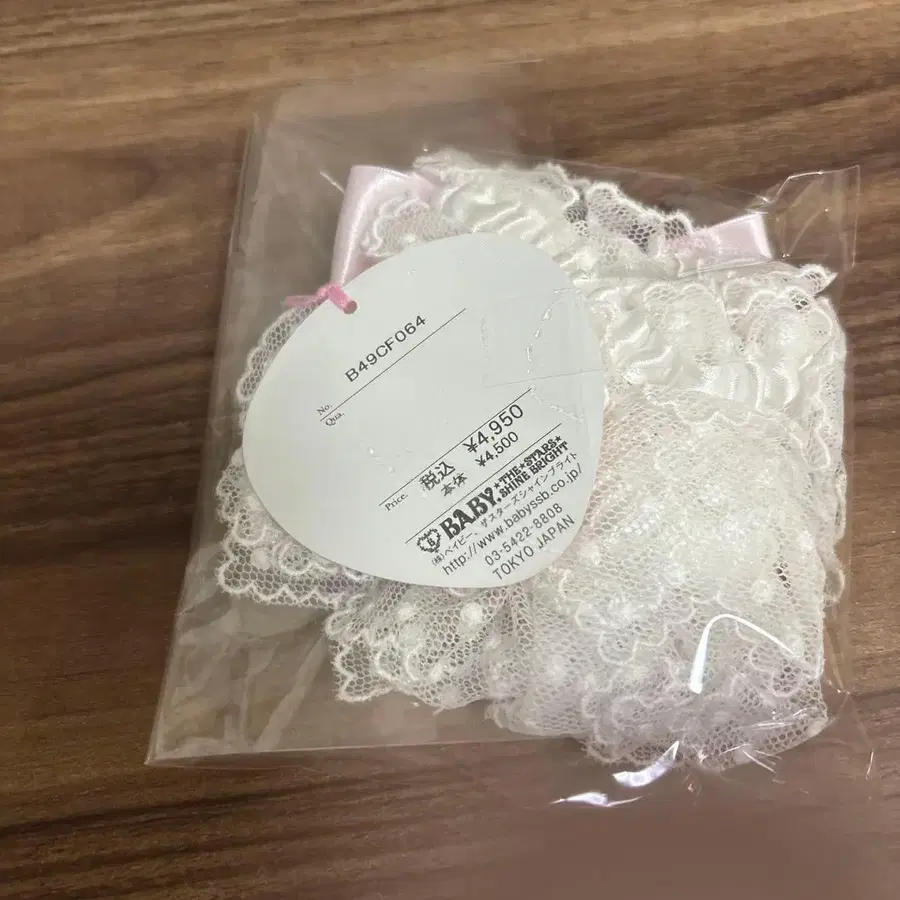 No. B49CF064
Qua.
Price. 税込 ¥4,950
本体 ¥4,500
BABY, ★THE★STARS★ SHINE BRIGHT
(株)ベイビー、ザスターズシャインブライト
http://www.babyssb.co.jp/
03-5422-8808
TOKYO JAPAN